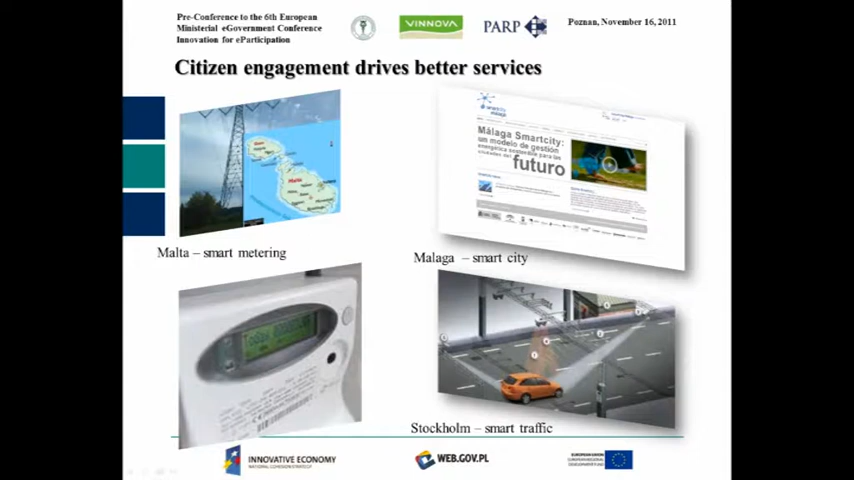 Pre-Conference to the 6th European
Ministerial eGovernment Conference
Innovation for eParticipation
VINNOVA
PARP
Poznan, November 16, 2011
Citizen engagement drives better services
Malta
Malta – smart metering
Málaga Smartcity:
un modelo de gestión
energética sostenible para las
futuro
Malaga – smart city
Stockholm – smart traffic
INNOVATIVE ECONOMY
NATIONAL COHESION STRATEGY
WEB.GOV.PL
EUROPEAN UNION
EUROPEAN REGIONAL
DEVELOPMENT FUND